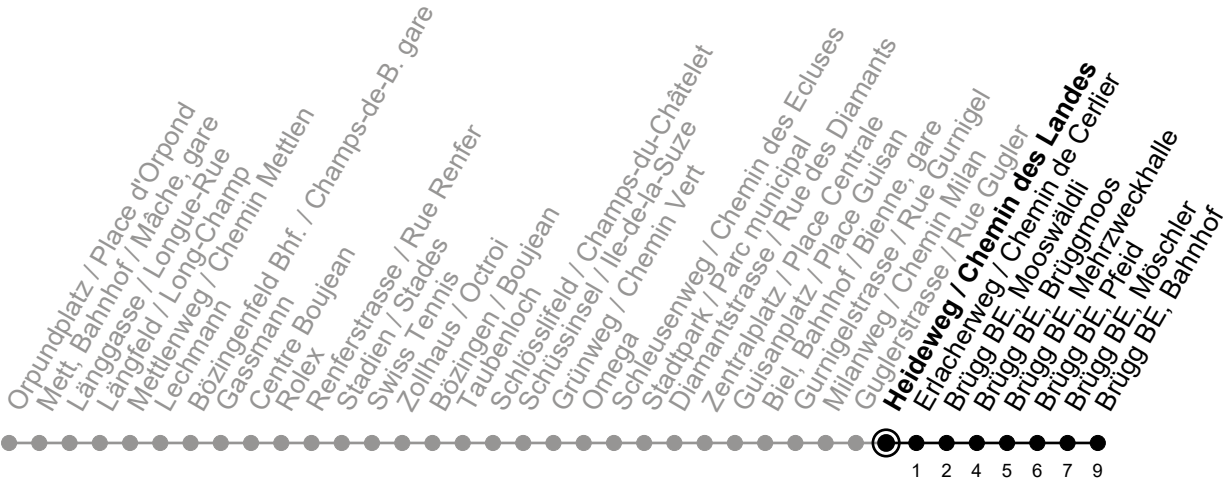 Orpundplatz / Place d'Orpond
Mett, Bahnhof / Mâche, gare
Länggasse / Longue-Rue
Längfeld / Long-Champ
Mettlenweg / Chemin Mettlen
Lechmann
Bözingenfeld Bhf. / Champs-de-B. gare
Gassmann
Centre Boujean
Rolex
Renferstrasse / Rue Renfer
Stadien / Stades
Swiss Tennis
Zollhaus / Octroi
Bözingen / Boujean
Taubenloch
Schlösslifeld / Champs-du-Châtelet
Schüssinsel / Ile-de-la-Suze
Grünweg / Chemin Vert
Omega
Schleusenweg / Chemin des Ecluses
Stadtpark / Parc municipal
Diamantstrasse / Rue des Diamants
Zentralplatz / Place Centrale
Guisanplatz / Place Guisan
Biel, Bahnhof / Bienne, gare
Gurnigelstrasse / Rue Gurnigel
Milanweg / Chemin Milan
Guglerstrasse / Rue Gugler
Heideweg / Chemin des Landes
Erlacherweg / Chemin de Cerlier
Brügg BE, Mooswäldli
Brügg BE, Brüggmoos
Brügg BE, Mehrzweckhalle
Brügg BE, Pfeid
Brügg BE, Möschler
Brügg BE, Bahnhof
1 2 4 5 6 7 9